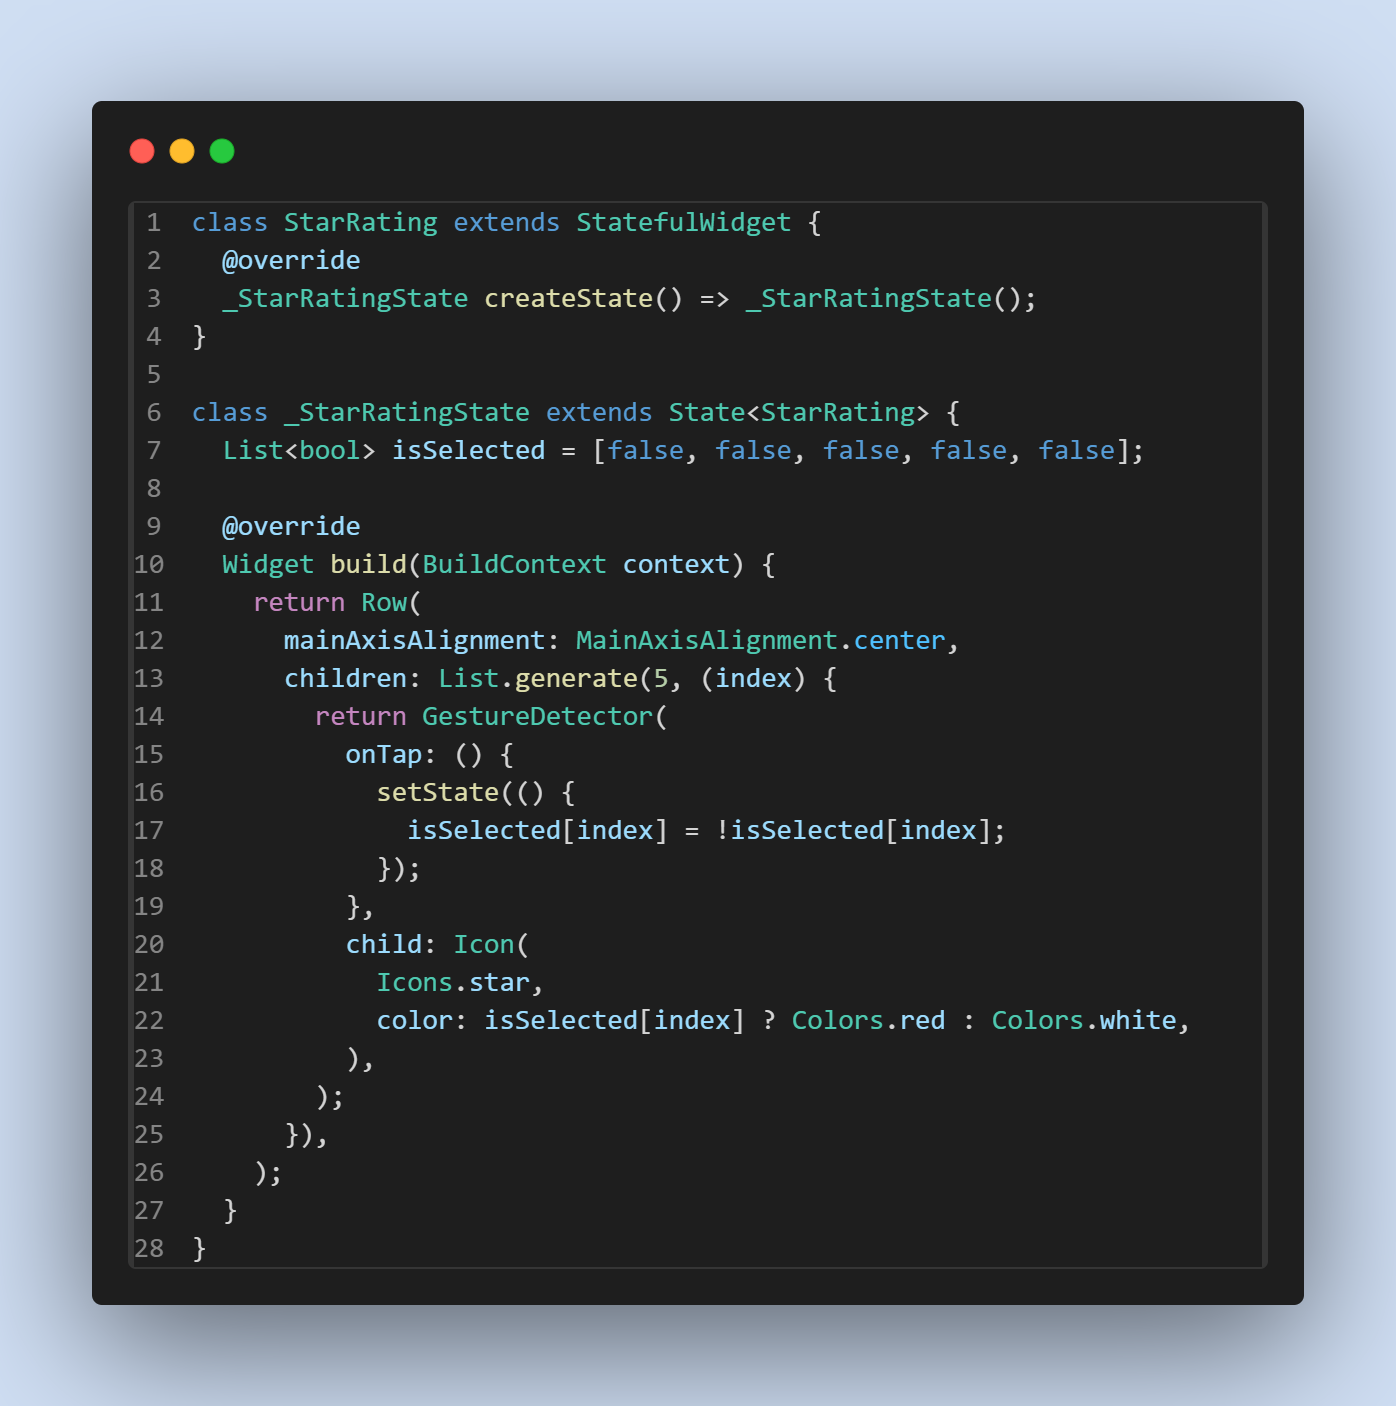 1 class StarRating extends StatefulWidget {
2   @override
3   _StarRatingState createState() => _StarRatingState();
4 }
5
6 class _StarRatingState extends State<StarRating> {
7   List<bool> isSelected = [false, false, false, false, false];
8
9   @override
10   Widget build(BuildContext context) {
11     return Row(
12       mainAxisAlignment: MainAxisAlignment.center,
13       children: List.generate(5, (index) {
14         return GestureDetector(
15           onTap: () {
16             setState(() {
17               isSelected[index] = !isSelected[index];
18             });
19           },
20           child: Icon(
21             Icons.star,
22             color: isSelected[index] ? Colors.red : Colors.white,
23           ),
24         );
25       }),
26     );
27   }
28 }